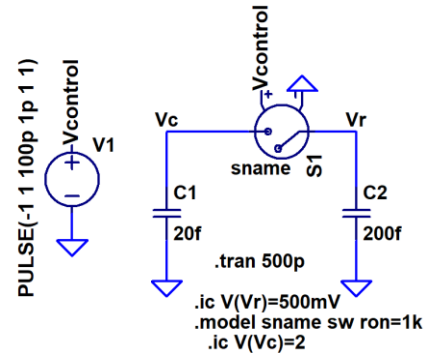 PULSE(-1 1 100p 1p 1 1)
Vcontrol
V1
+
−
Vcontrol
+
-
Vc
Vr
sname
S1
C1
20f
C2
200f
.tran 500p
.ic V(Vr)=500mV
.model sname sw ron=1k
.ic V(Vc)=2